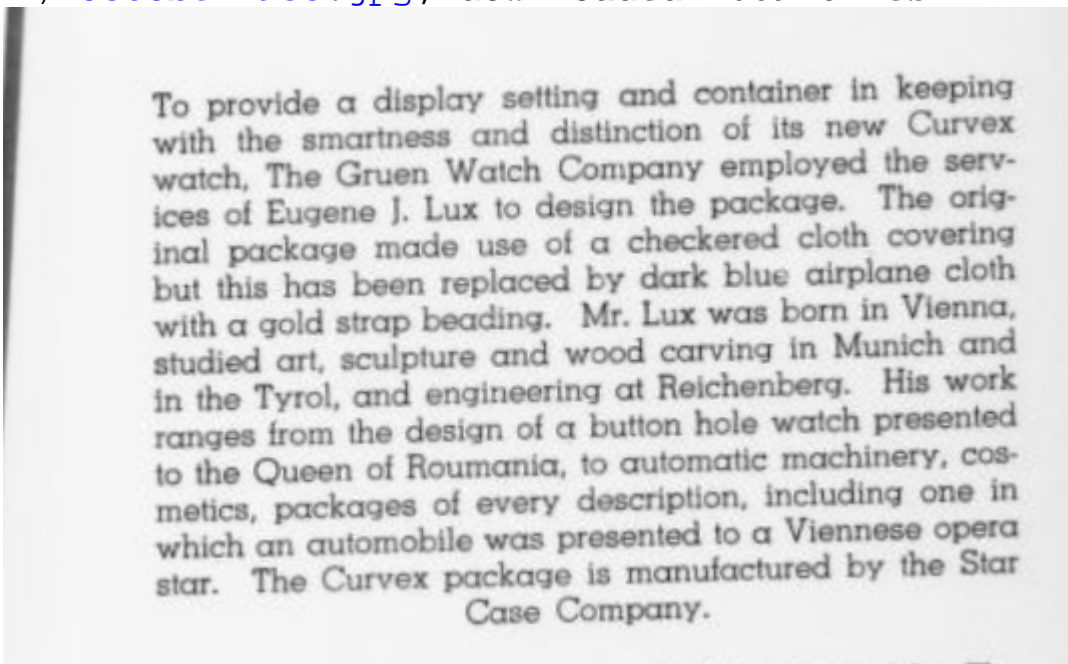 To provide a display setting and container in keeping
with the smartness and distinction of its new Curvex
watch, The Gruen Watch Company employed the serv-
ices of Eugene J. Lux to design the package. The orig-
inal package made use of a checkered cloth covering
but this has been replaced by dark blue airplane cloth
with a gold strap beading. Mr. Lux was born in Vienna,
studied art, sculpture and wood carving in Munich and
in the Tyrol, and engineering at Reichenberg. His work
ranges from the design of a button hole watch presented
to the Queen of Roumania, to automatic machinery, cos-
metics, packages of every description, including one in
which an automobile was presented to a Viennese opera
star. The Curvex package is manufactured by the Star
Case Company.